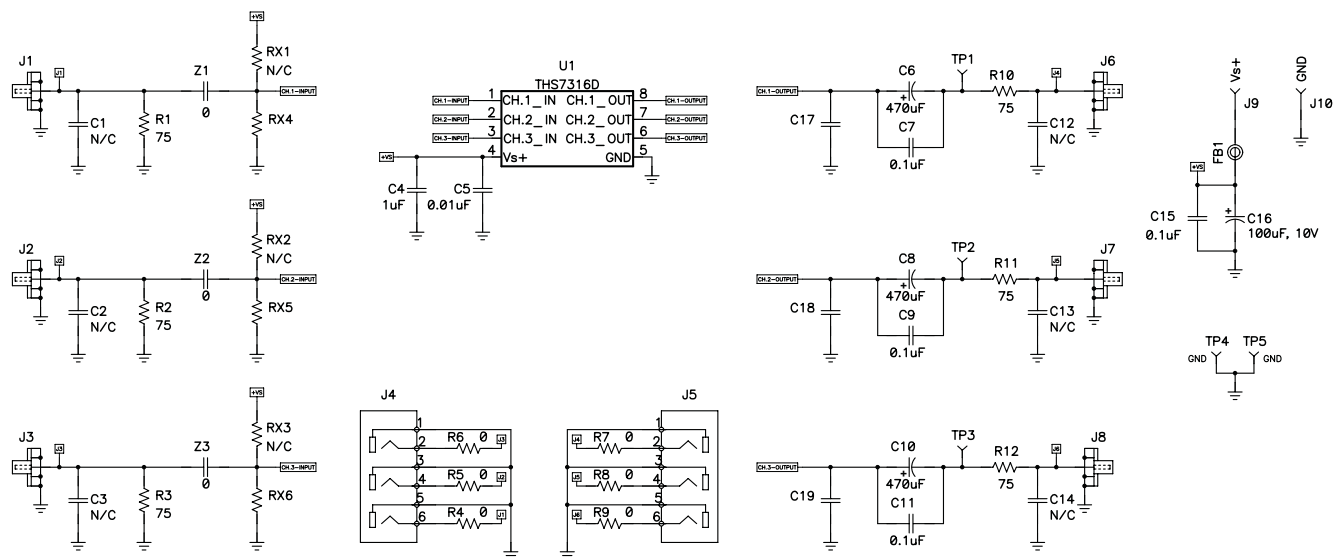 J1
J1
C1
N/C
R1
75
Z1
0
+VS
RX1
N/C
CH.1-INPUT
RX4
J2
J2
C2
N/C
R2
75
Z2
0
+VS
RX2
N/C
CH.2-INPUT
RX5
J3
J3
C3
N/C
R3
75
Z3
0
+VS
RX3
N/C
CH.3-INPUT
RX6
U1
THS7316D
CH.1-INPUT 1 CH.1_IN CH.1_OUT 8 CH.1-OUTPUT
CH.2-INPUT 2 CH.2_IN CH.2_OUT 7 CH.2-OUTPUT
CH.3-INPUT 3 CH.3_IN CH.3_OUT 6 CH.3-OUTPUT
+VS 4 Vs+ GND 5
C4
1uF
C5
0.01uF
J4
1
2 R6 0 J3
3
4 R5 0 J2
5
6 R4 0 J1
J5
1
J4 R7 0 2
3
J5 R8 0 4
5
J6 R9 0 6
CH.1-OUTPUT
C17
C6
+
470uF
C7
0.1uF
TP1
R10
75
J4
C12
N/C
J6
CH.2-OUTPUT
C18
C8
+
470uF
C9
0.1uF
TP2
R11
75
J5
C13
N/C
J7
CH.3-OUTPUT
C19
C10
+
470uF
C11
0.1uF
TP3
R12
75
J6
C14
N/C
J8
Vs+
J9
GND
J10
FB1
+VS
C15
0.1uF
+
C16
100uF, 10V
TP4 TP5
GND GND